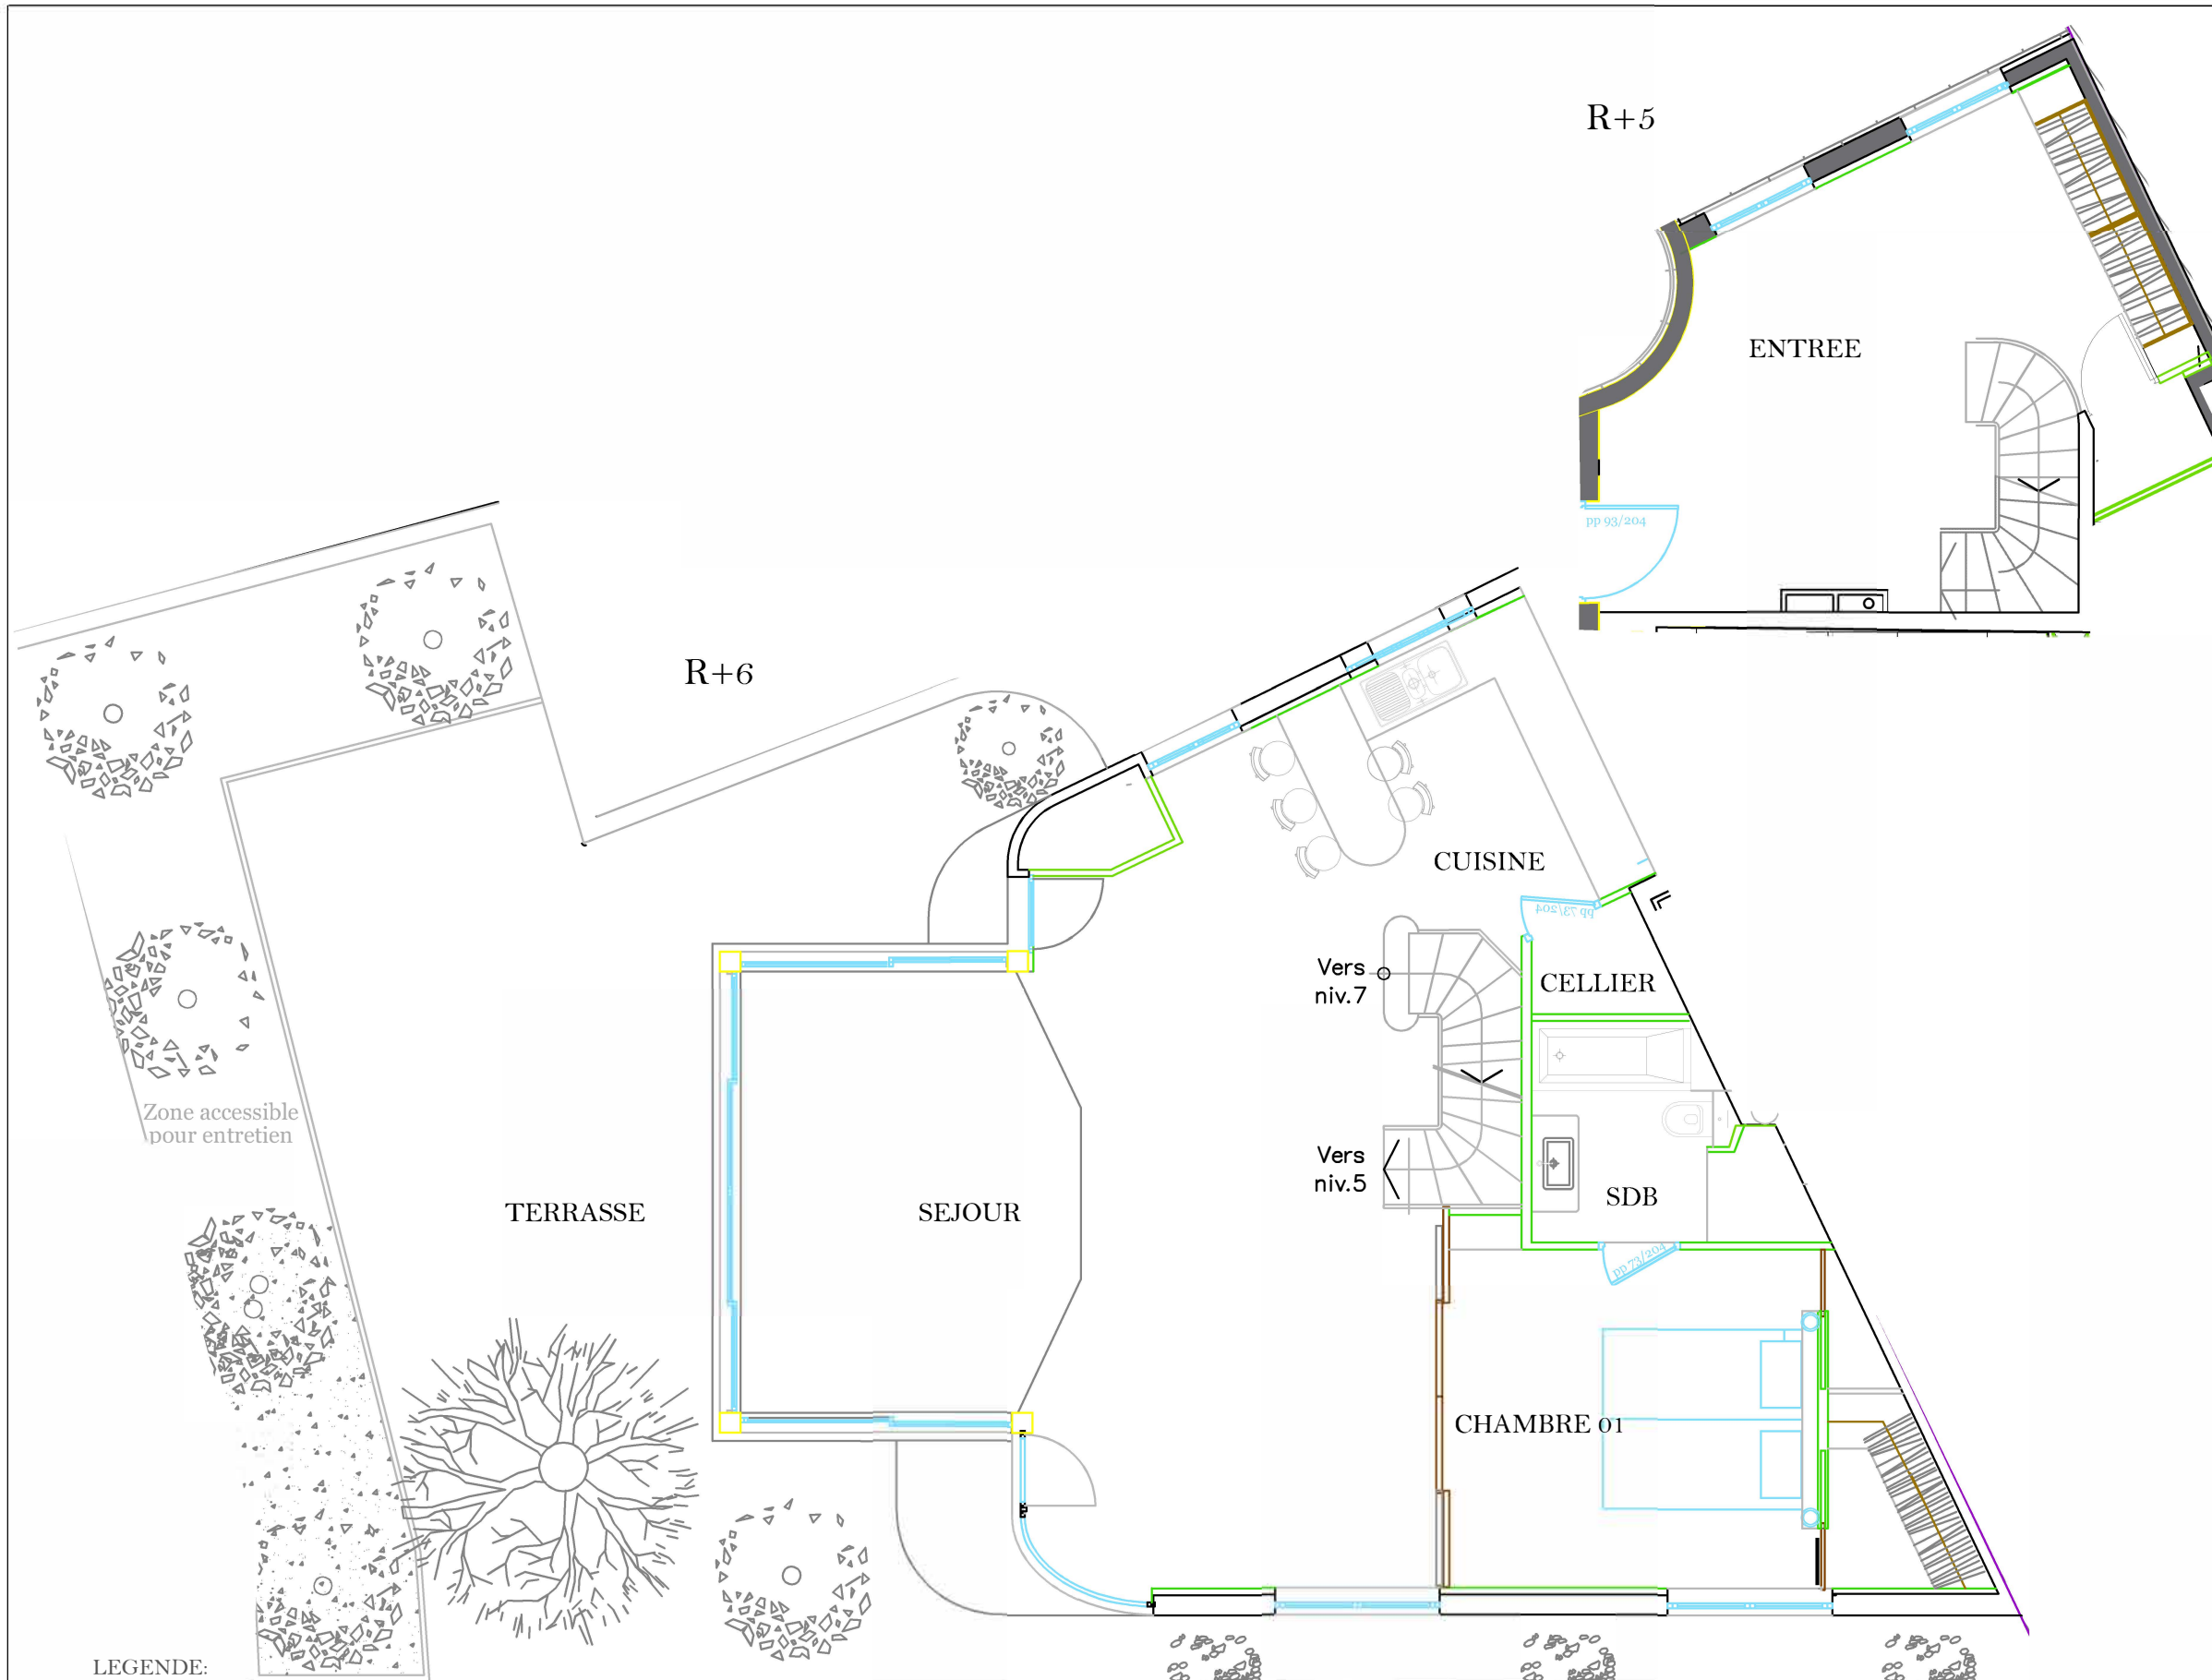 R+5
ENTREE
pp 93/204
R+6
CUISINE
pp 73/204
Vers
niv.7
CELLIER
Zone accessible
pour entretien
Vers
niv.5
SDB
TERRASSE
SEJOUR
pp 73/204
CHAMBRE 01
LEGENDE: